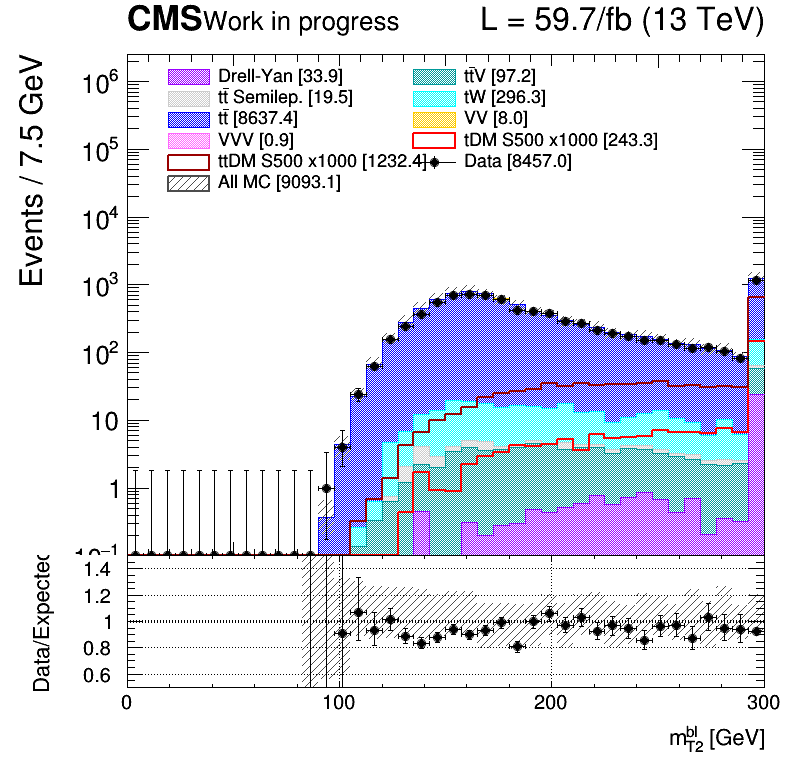 CMS Work in progress L = 59.7/fb (13 TeV)
Events / 7.5 GeV
10⁶
10⁵
10⁴
10³
10²
10
1
10⁻¹
Drell-Yan [33.9]
tt̄V [97.2]
tt̄ Semilep. [19.5]
tW [296.3]
tt̄ [8637.4]
VV [8.0]
VVV [0.9]
tDM S500 x1000 [243.3]
ttDM S500 x1000 [1232.4]
Data [8457.0]
All MC [9093.1]
Data/Expected
1.4
1.2
1
0.8
0.6
0 100 200 300
m_T2^bl [GeV]